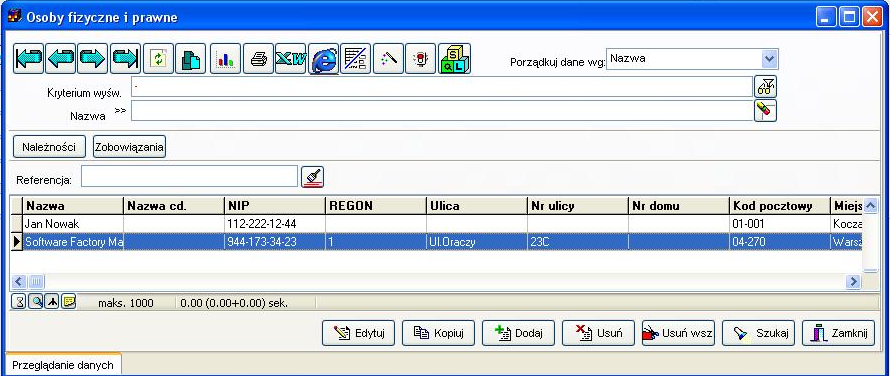 Osoby fizyczne i prawne
Porządkuj dane wg: Nazwa
Kryterium wyśw.
Nazwa >>
Należności Zobowiązania
Referencja:
Nazwa Nazwa cd. NIP REGON Ulica Nr ulicy Nr domu Kod pocztowy Miejs
Jan Nowak 112-222-12-44 01-001 Kocza
Software Factory Ma 944-173-34-23 1 Ul.Oraczy 23C 04-270 Warsz
maks. 1000 0.00 (0.00+0.00) sek.
Edytuj Kopiuj Dodaj Usuń Usuń wsz Szukaj Zamknij
Przeglądanie danych